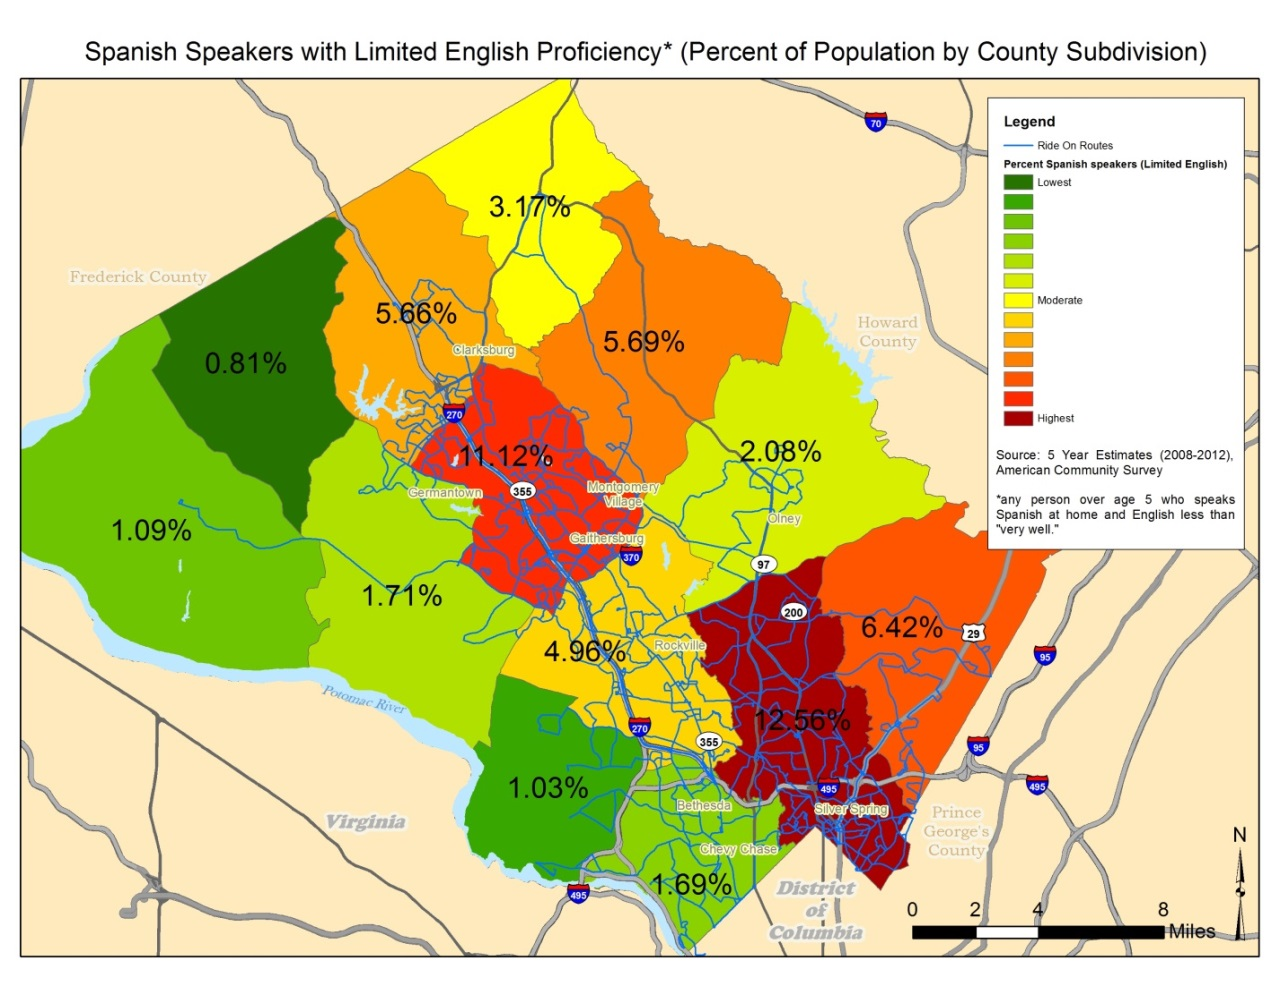 Spanish Speakers with Limited English Proficiency* (Percent of Population by County Subdivision)
70
Legend
Ride On Routes
Percent Spanish speakers (Limited English)
Lowest
Moderate
Highest
Source: 5 Year Estimates (2008-2012),
American Community Survey
*any person over age 5 who speaks
Spanish at home and English less than
"very well."
3.17%
Frederick County
5.66%
Howard
County
5.69%
Clarksburg
0.81%
270
2.08%
11.12%
Germantown
355
Montgomery
Village
Olney
1.09%
Gaithersburg
370
97
1.71%
200
6.42%
29
4.96%
Rockville
95
Potomac River
12.56%
270
355
95
1.03%
495
495
Bethesda
Silver Spring
Virginia
Prince
George's
County
Chevy Chase
1.69%
495
District
of
Columbia
N
0 2 4 8
Miles